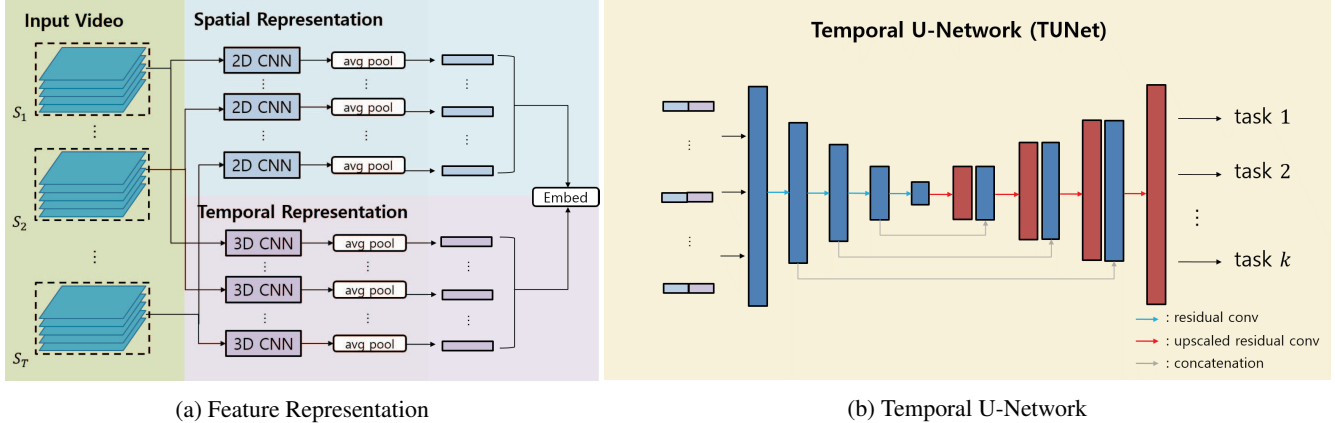 Input Video
S₁
⋮
S₂
⋮
S_T
Spatial Representation
2D CNN avg pool
⋮ ⋮ ⋮
2D CNN avg pool
⋮ ⋮ ⋮
2D CNN avg pool
Embed
Temporal Representation
3D CNN avg pool
⋮ ⋮ ⋮
3D CNN avg pool
⋮ ⋮ ⋮
3D CNN avg pool
(a) Feature Representation
Temporal U-Network (TUNet)
⋮
⋮
task 1
task 2
⋮
task k
: residual conv
: upscaled residual conv
: concatenation
(b) Temporal U-Network